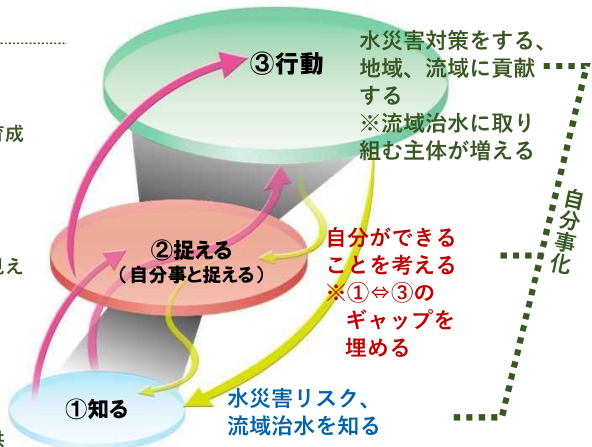 ③行動
水災害対策をする、
地域、流域に貢献
する
※流域治水に取り
組む主体が増える
育成
自分事化
②捉える
（自分事と捉える）
自分ができる
ことを考える
※①⇔③の
ギャップを
埋める
見え
①知る
水災害リスク、
流域治水を知る